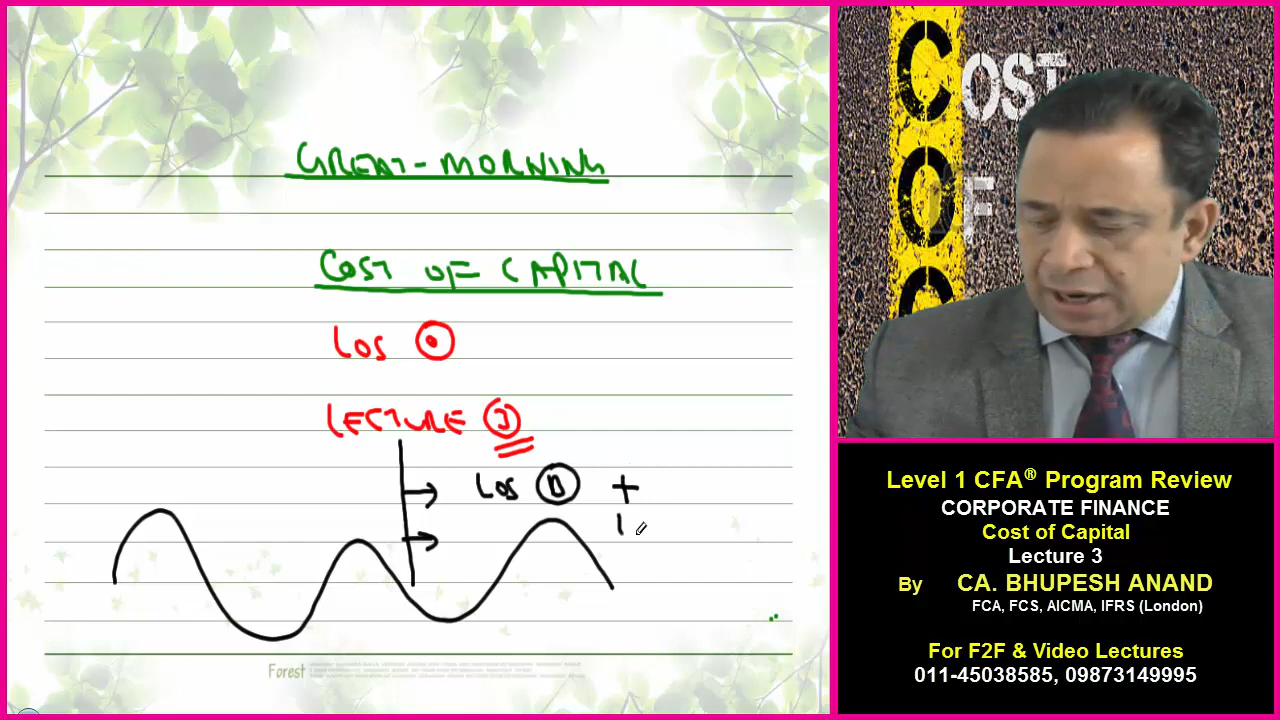 GREAT-MORNING
COST OF CAPITAL
LOS
LECTURE 3
LOS B +
Forest
COST
OF
C
Level 1 CFA® Program Review
CORPORATE FINANCE
Cost of Capital
Lecture 3
By CA. BHUPESH ANAND
FCA, FCS, AICMA, IFRS (London)
For F2F & Video Lectures
011-45038585, 09873149995